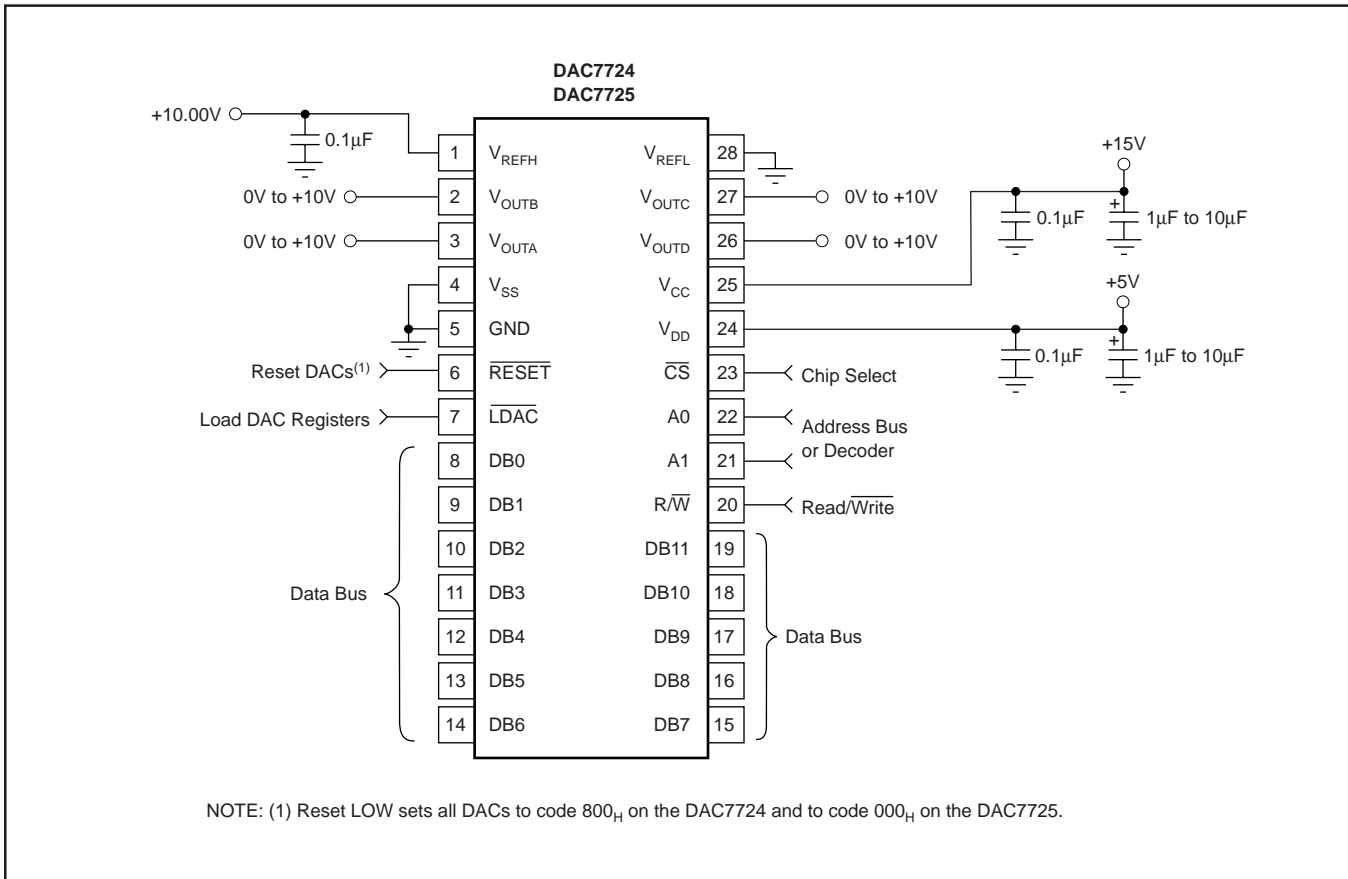 DAC7724
DAC7725
+10.00V
0.1µF
1 V_REFH
V_REFL 28
+15V
0V to +10V
2 V_OUTB
V_OUTC 27
0V to +10V
0.1µF
+
1µF to 10µF
0V to +10V
3 V_OUTA
V_OUTD 26
0V to +10V
4 V_SS
V_CC 25
+5V
5 GND
V_DD 24
0.1µF
+
1µF to 10µF
Reset DACs(1)
6 RESET
CS 23
Chip Select
Load DAC Registers
7 LDAC
A0 22
Address Bus
or Decoder
8 DB0
A1 21
9 DB1
R/W 20
Read/Write
10 DB2
DB11 19
Data Bus
11 DB3
DB10 18
12 DB4
DB9 17
Data Bus
13 DB5
DB8 16
14 DB6
DB7 15
NOTE: (1) Reset LOW sets all DACs to code 800H on the DAC7724 and to code 000H on the DAC7725.